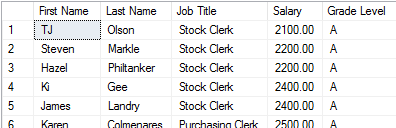 First Name Last Name Job Title Salary Grade Level
1 TJ Olson Stock Clerk 2100.00 A
2 Steven Markle Stock Clerk 2200.00 A
3 Hazel Philtanker Stock Clerk 2200.00 A
4 Ki Gee Stock Clerk 2400.00 A
5 James Landry Stock Clerk 2400.00 A
6 Karen Colmenares Purchasing Clerk 2500.00 A